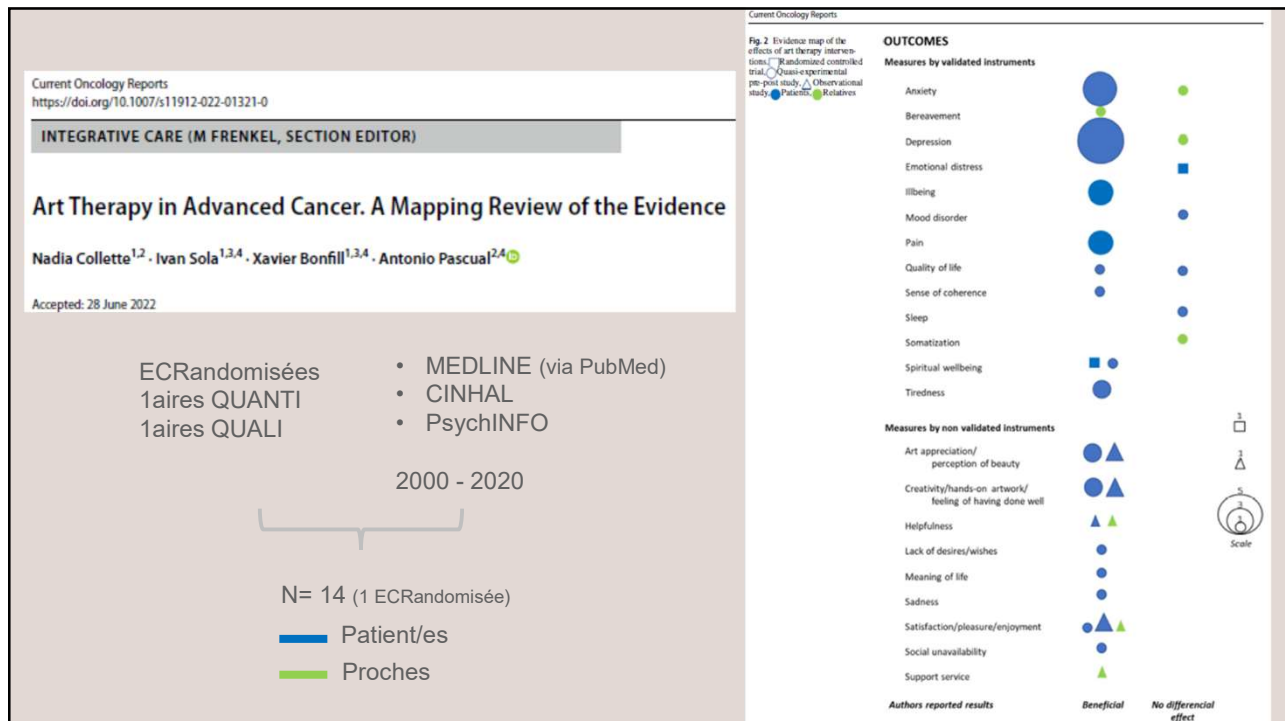 Current Oncology Reports
https://doi.org/10.1007/s11912-022-01321-0
INTEGRATIVE CARE (M FRENKEL, SECTION EDITOR)
Art Therapy in Advanced Cancer. A Mapping Review of the Evidence
Nadia Collette1,2 · Ivan Sola1,3,4 · Xavier Bonfill1,3,4 · Antonio Pascual2,4
iD
Accepted: 28 June 2022
ECRandomisées
1aires QUANTI
1aires QUALI
• MEDLINE (via PubMed)
• CINHAL
• PsychINFO
2000 - 2020
N= 14 (1 ECRandomisée)
Patient/es
Proches
Current Oncology Reports
Fig. 2 Evidence map of the
effects of art therapy interven-
tions. Randomized controlled
trial, Quasi-experimental
pre-post study, Observational
study, Patients, Relatives
OUTCOMES
Measures by validated instruments
Anxiety
Bereavement
Depression
Emotional distress
Illbeing
Mood disorder
Pain
Quality of life
Sense of coherence
Sleep
Somatization
Spiritual wellbeing
Tiredness
Measures by non validated instruments
Art appreciation/
perception of beauty
Creativity/hands-on artwork/
feeling of having done well
Helpfulness
Lack of desires/wishes
Meaning of life
Sadness
Satisfaction/pleasure/enjoyment
Social unavailability
Support service
Authors reported results
Beneficial
No differencial
effect
1
5
3
1
Scale